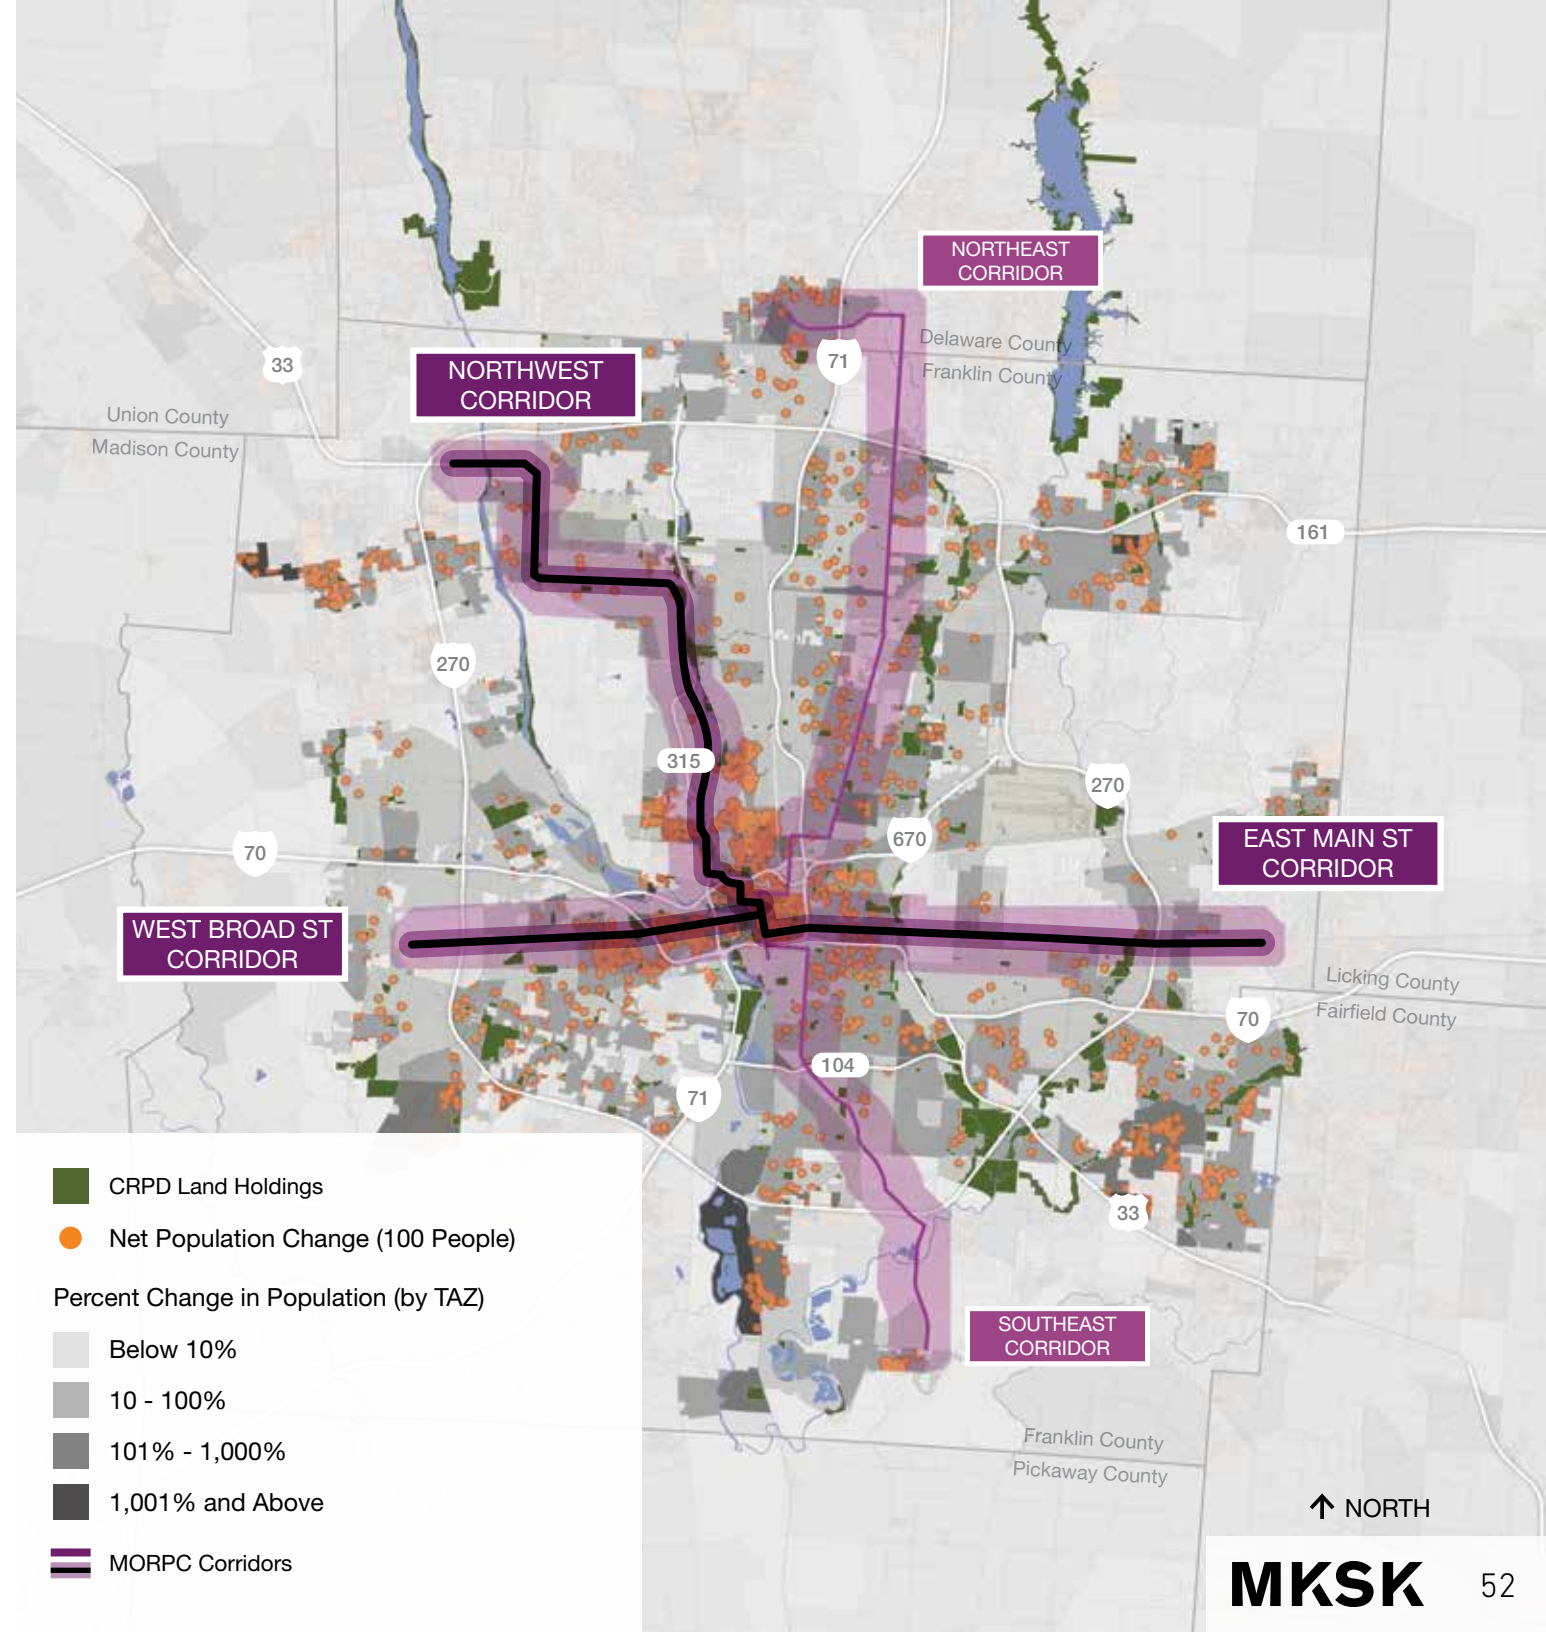 NORTHEAST
CORRIDOR
Delaware County
Franklin County
71
33
NORTHWEST
CORRIDOR
Union County
Madison County
161
270
315
270
670
70
EAST MAIN ST
CORRIDOR
WEST BROAD ST
CORRIDOR
Licking County
Fairfield County
70
104
71
33
SOUTHEAST
CORRIDOR
Franklin County
Pickaway County
CRPD Land Holdings
Net Population Change (100 People)
Percent Change in Population (by TAZ)
Below 10%
10 - 100%
101% - 1,000%
1,001% and Above
MORPC Corridors
NORTH
MKSK
52